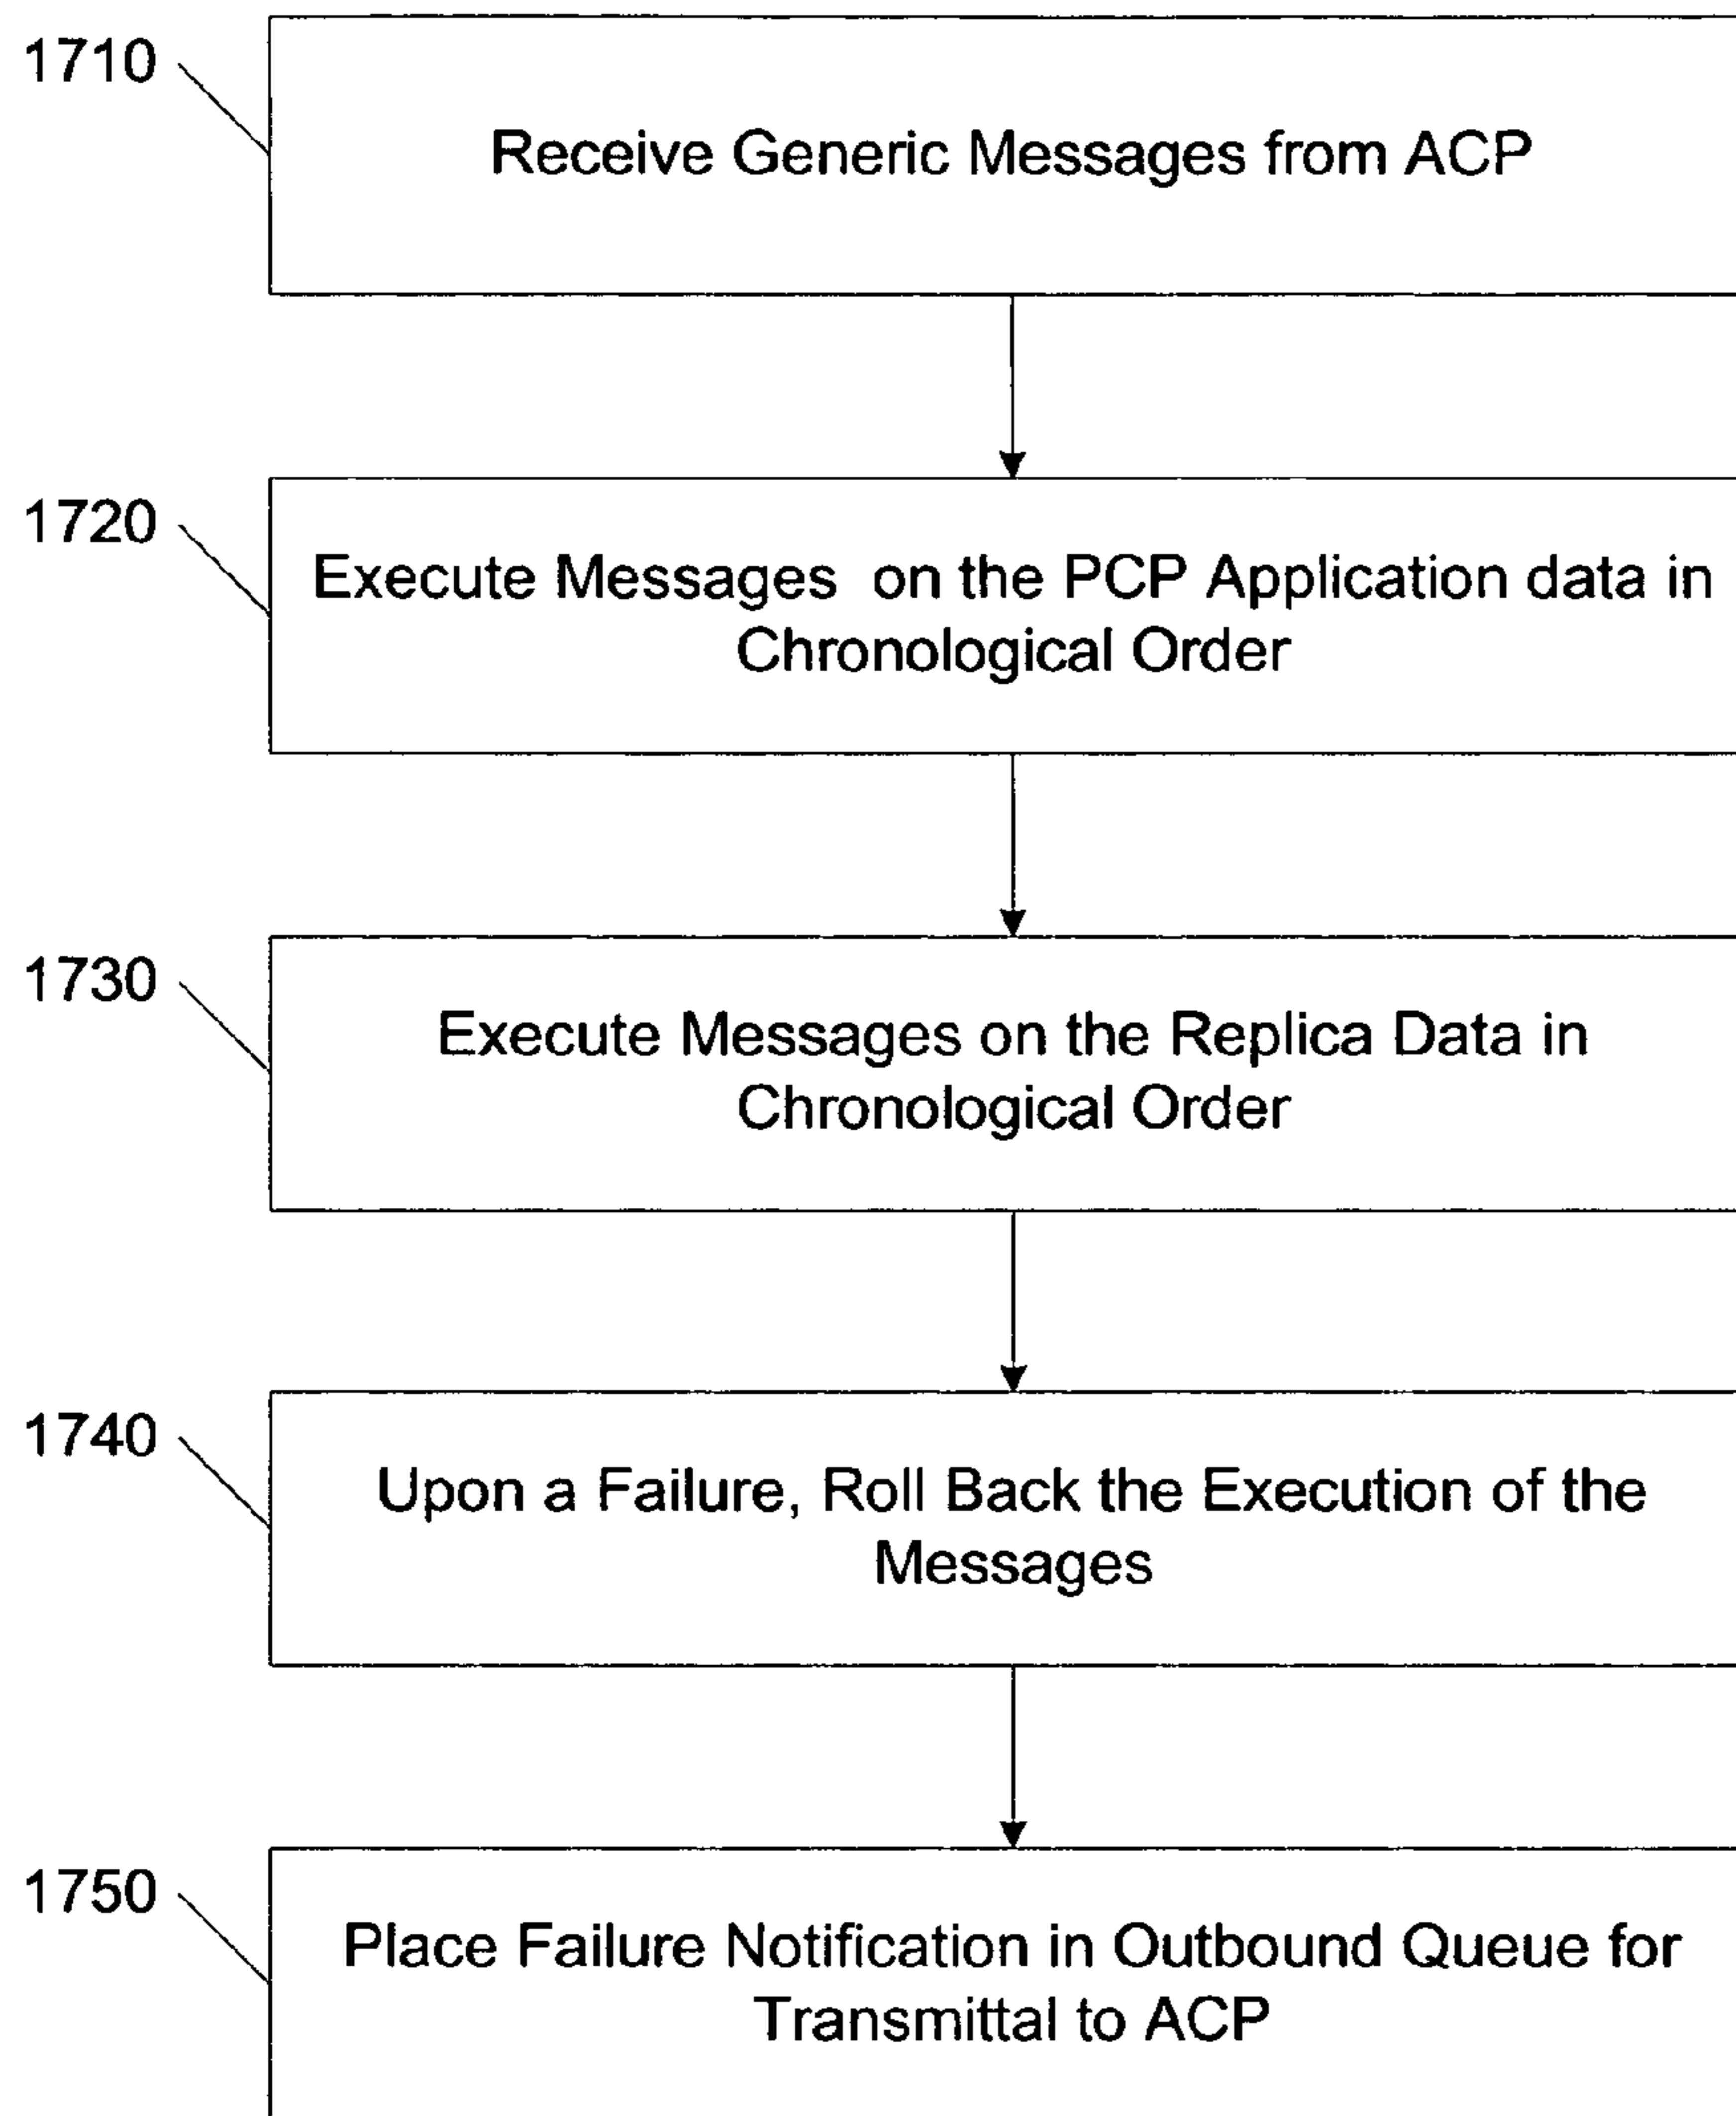 1710
Receive Generic Messages from ACP
1720
Execute Messages on the PCP Application data in
Chronological Order
1730
Execute Messages on the Replica Data in
Chronological Order
1740
Upon a Failure, Roll Back the Execution of the
Messages
1750
Place Failure Notification in Outbound Queue for
Transmittal to ACP